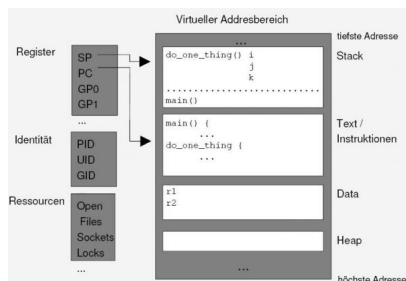 Virtueller Addresbereich
tiefste Adresse
Register
SP
PC
GP0
GP1
...
Identität
PID
UID
GID
Ressourcen
Open
Files
Sockets
Locks
...
...
do_one_thing() i
j
k
............................
main()
Stack
main() {
...
do_one_thing {
...
Text /
Instruktionen
r1
r2
Data
Heap
...
höchste Adresse